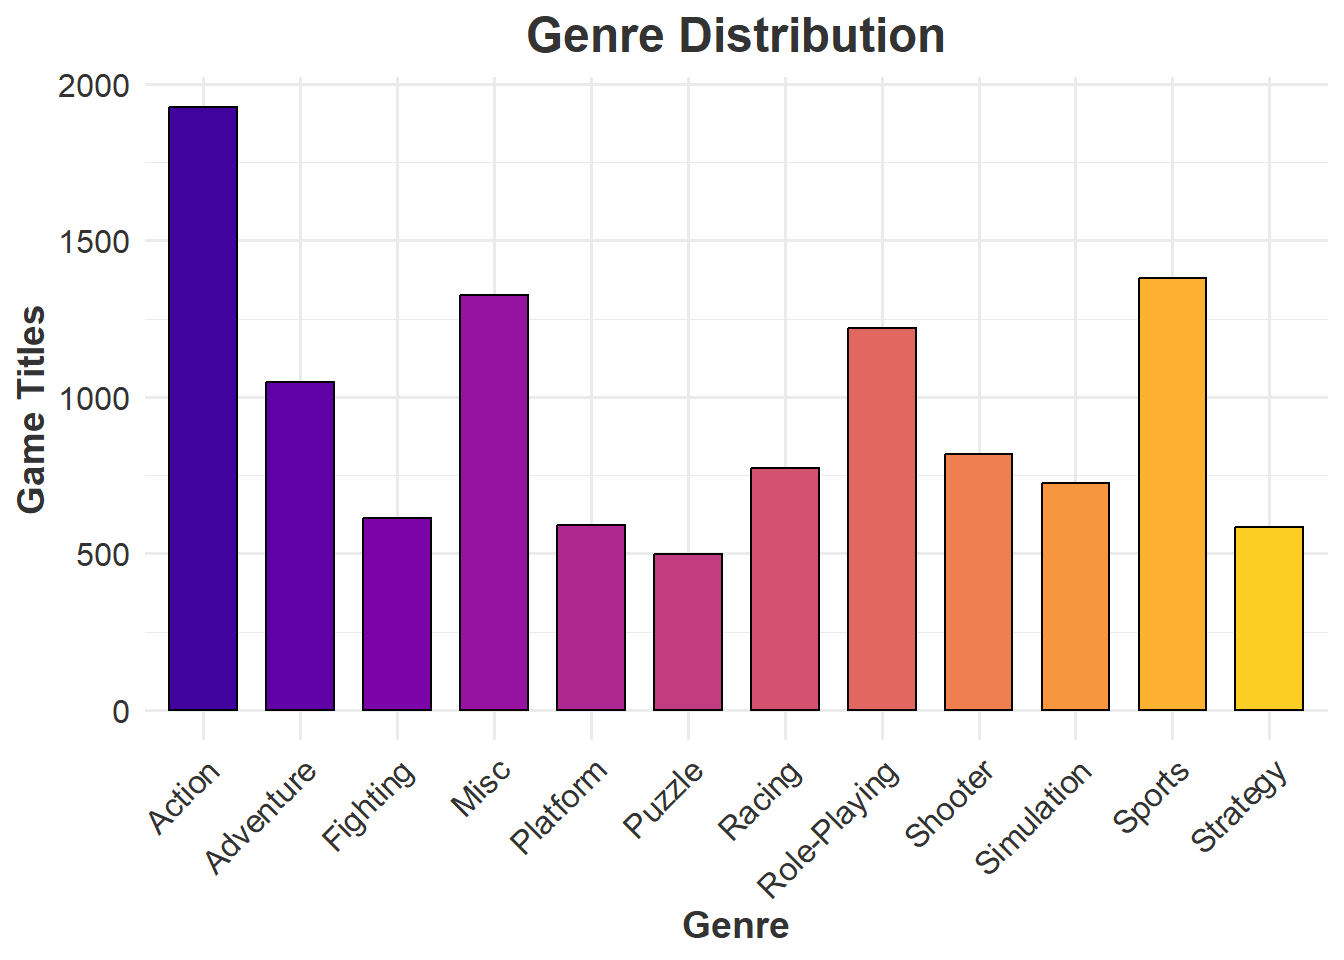 Genre Distribution
2000
1500
1000
500
0
Game Titles
Action
Adventure
Fighting
Misc
Platform
Puzzle
Racing
Role-Playing
Shooter
Simulation
Sports
Strategy
Genre